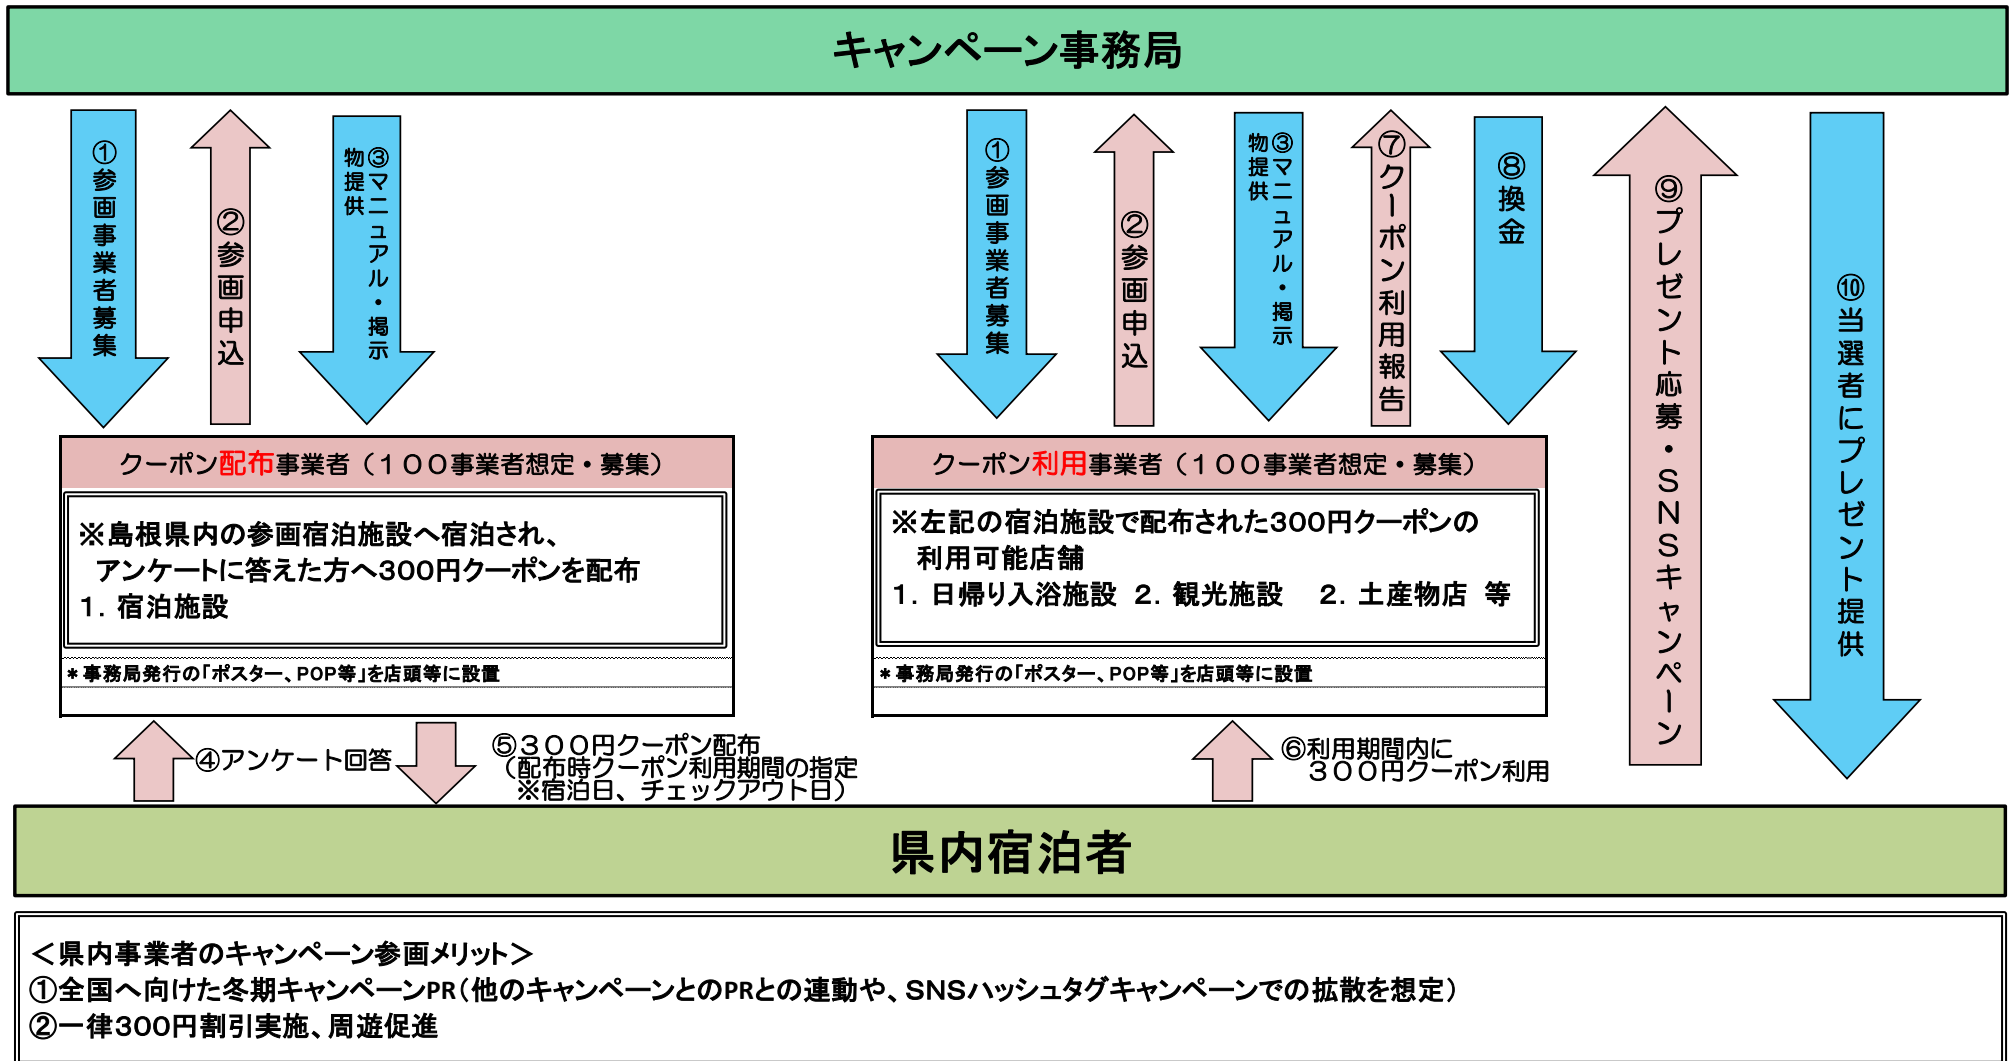 キャンペーン事務局
①参画事業者募集
②参画申込
③マニュアル・掲示
物提供
①参画事業者募集
②参画申込
③マニュアル・掲示
物提供
⑦クーポン利用報告
⑧換金
⑨プレゼント応募・SNSキャンペーン
⑩当選者にプレゼント提供
クーポン配布事業者（１００事業者想定・募集）
※島根県内の参画宿泊施設へ宿泊され、
アンケートに答えた方へ300円クーポンを配布
1．宿泊施設
＊事務局発行の「ポスター、POP等」を店頭等に設置
クーポン利用事業者（１００事業者想定・募集）
※左記の宿泊施設で配布された300円クーポンの
利用可能店舗
1．日帰り入浴施設　2．観光施設　2．土産物店　等
＊事務局発行の「ポスター、POP等」を店頭等に設置
④アンケート回答
⑤３００円クーポン配布
（配布時クーポン利用期間の指定
※宿泊日、チェックアウト日）
⑥利用期間内に
３００円クーポン利用
県内宿泊者
＜県内事業者のキャンペーン参画メリット＞
①全国へ向けた冬期キャンペーンPR（他のキャンペーンとのPRとの連動や、SNSハッシュタグキャンペーンでの拡散を想定）
②一律300円割引実施、周遊促進